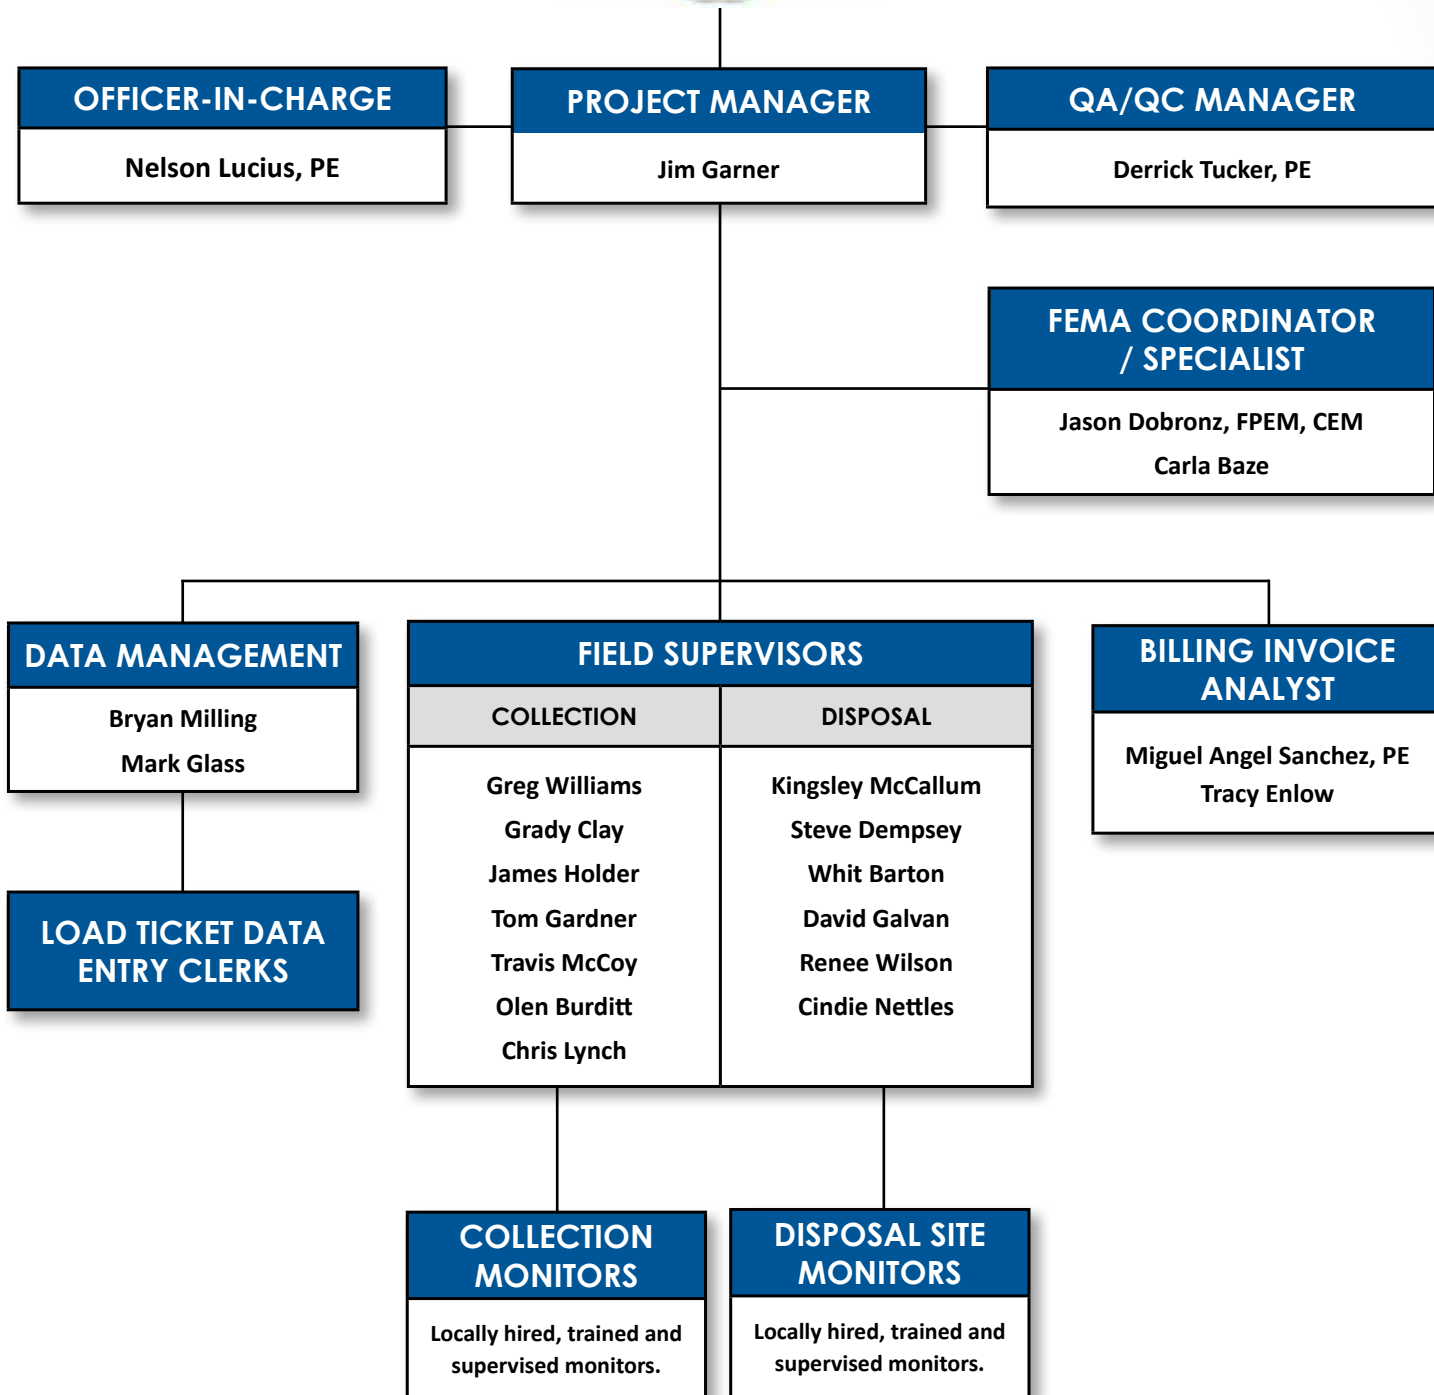 OFFICER-IN-CHARGE
Nelson Lucius, PE
PROJECT MANAGER
Jim Garner
QA/QC MANAGER
Derrick Tucker, PE
FEMA COORDINATOR
/ SPECIALIST
Jason Dobronz, FPEM, CEM
Carla Baze
DATA MANAGEMENT
Bryan Milling
Mark Glass
LOAD TICKET DATA
ENTRY CLERKS
FIELD SUPERVISORS
COLLECTION
Greg Williams
Grady Clay
James Holder
Tom Gardner
Travis McCoy
Olen Burditt
Chris Lynch
DISPOSAL
Kingsley McCallum
Steve Dempsey
Whit Barton
David Galvan
Renee Wilson
Cindie Nettles
BILLING INVOICE
ANALYST
Miguel Angel Sanchez, PE
Tracy Enlow
COLLECTION
MONITORS
Locally hired, trained and
supervised monitors.
DISPOSAL SITE
MONITORS
Locally hired, trained and
supervised monitors.